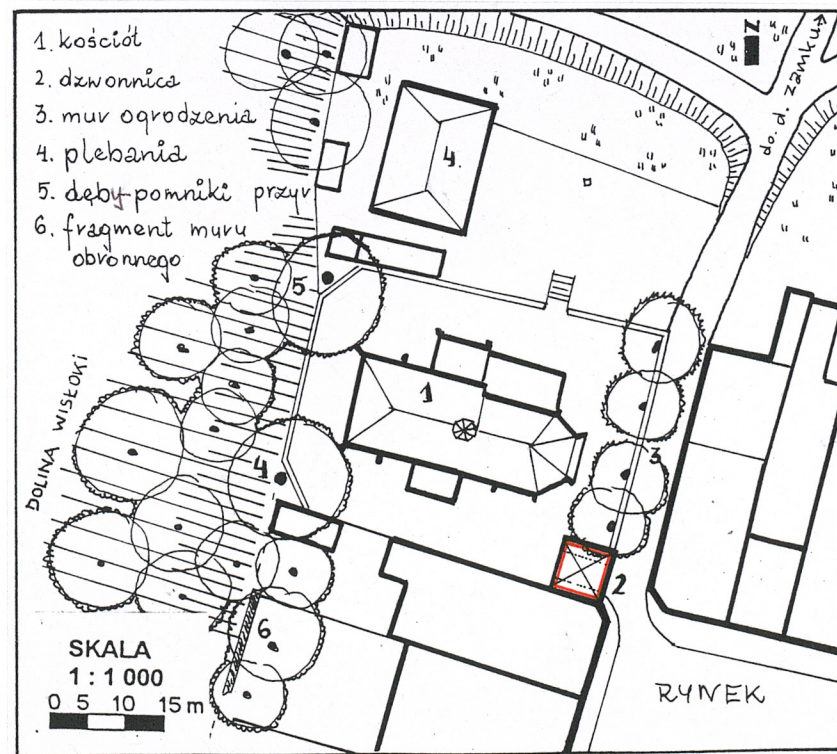 1. kościół
2. dzwonnica
3. mur ogrodzenia
4. plebania
5. dęby pomniki przyr
6. fragment muru
obronnego
N
do. d. zamku
4.
5
1
DOLINA WISŁOKI
4
3
2
6
SKALA
1 : 1 000
0 5 10 15 m
RYNEK